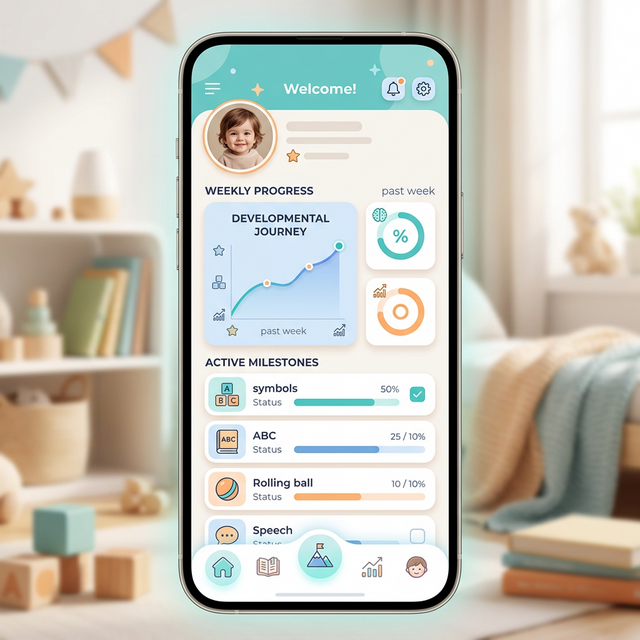 Welcome!
WEEKLY PROGRESS past week
DEVELOPMENTAL
JOURNEY
%
past week
ACTIVE MILESTONES
A
B C
symbols 50%
Status
ABC
ABC 25 / 10%
Status
Rolling ball 10 / 10%
Status
Speech
Status